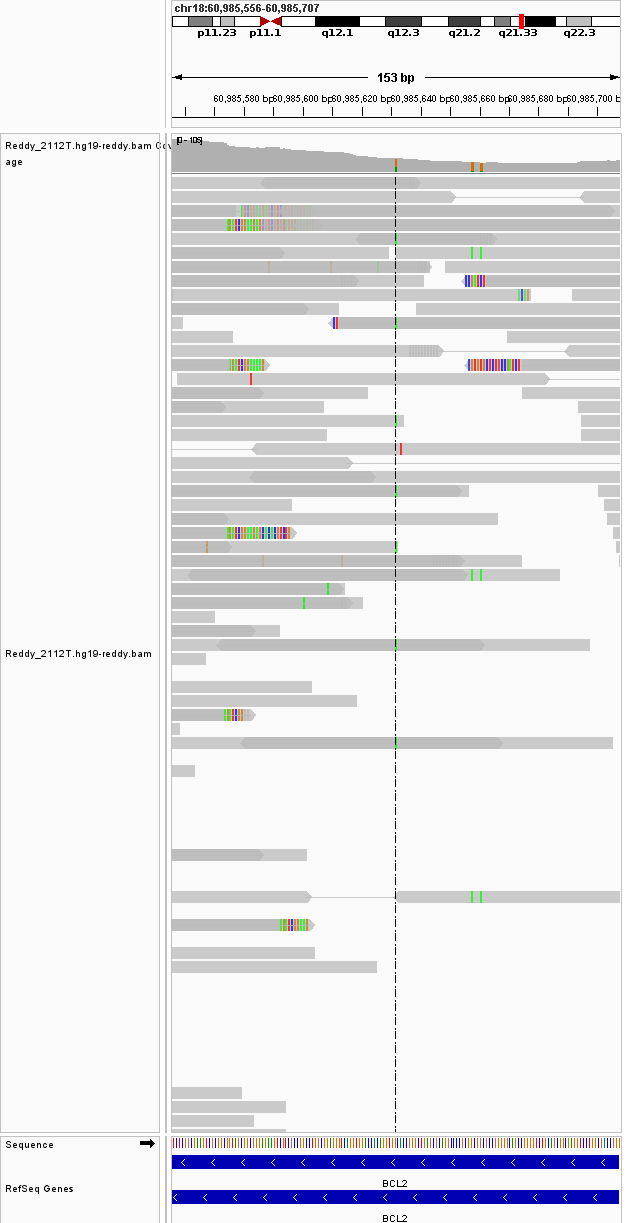 chr18:60,985,556-60,985,707
p11.23 p11.1 q12.1 q12.3 q21.2 q21.33 q22.3
153 bp
60,985,580 bp 60,985,600 bp 60,985,620 bp 60,985,640 bp 60,985,660 bp 60,985,680 bp 60,985,700 b
Reddy_2112T.hg19-reddy.bam Cov
age
[0 - 106]
Reddy_2112T.hg19-reddy.bam
Sequence
RefSeq Genes
BCL2
BCL2